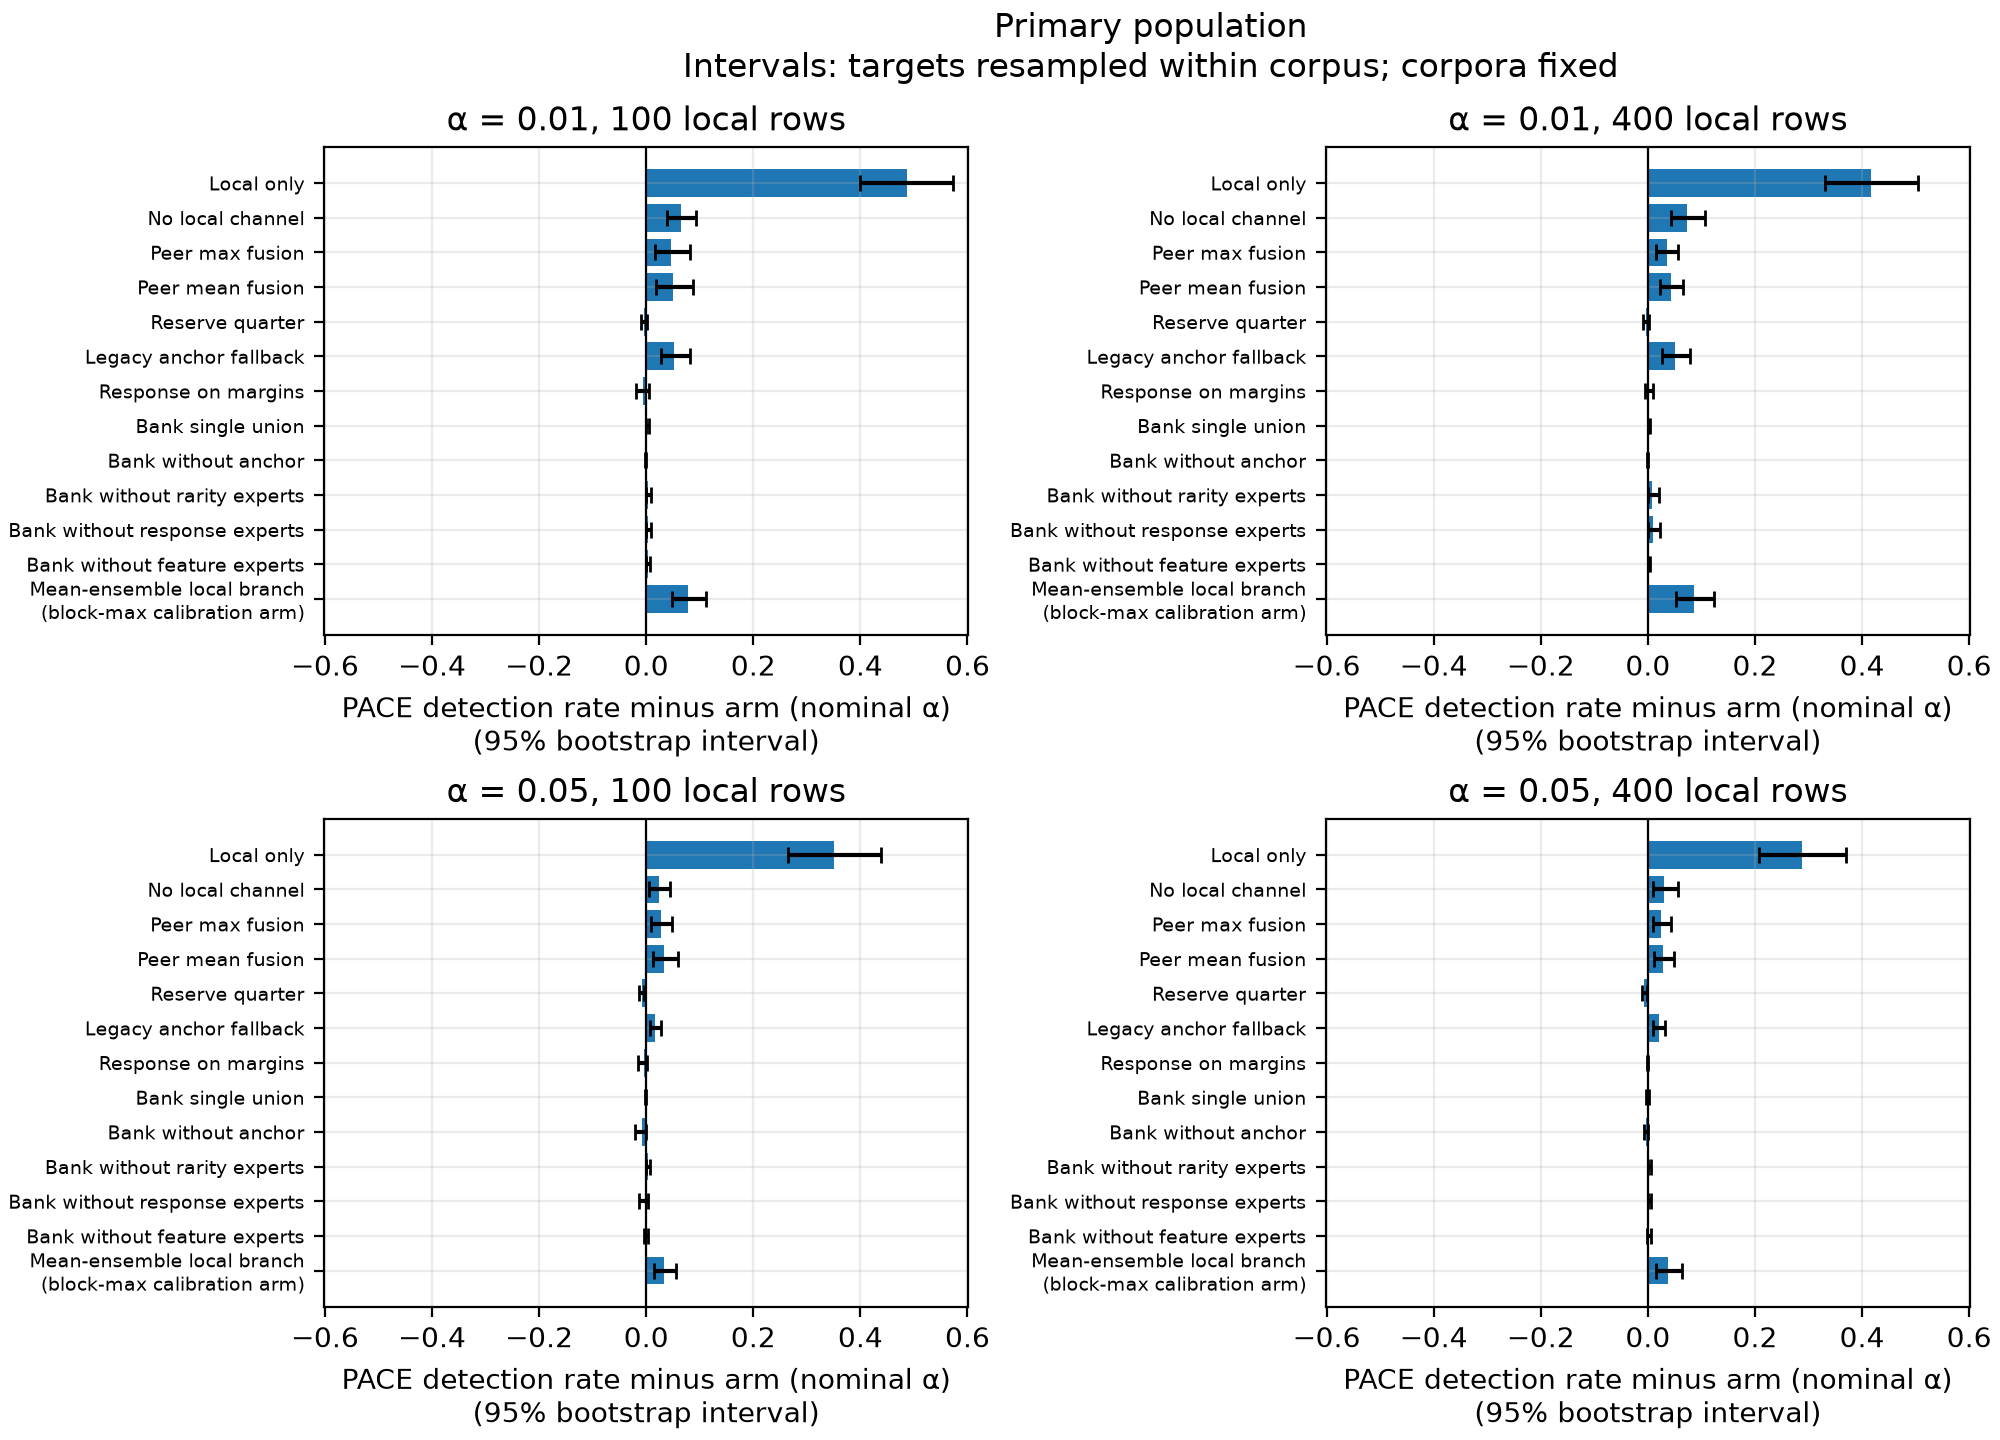 Primary population
Intervals: targets resampled within corpus; corpora fixed
α = 0.01, 100 local rows
Local only
No local channel
Peer max fusion
Peer mean fusion
Reserve quarter
Legacy anchor fallback
Response on margins
Bank single union
Bank without anchor
Bank without rarity experts
Bank without response experts
Bank without feature experts
Mean-ensemble local branch
(block-max calibration arm)
−0.6 −0.4 −0.2 0.0 0.2 0.4 0.6
PACE detection rate minus arm (nominal α)
(95% bootstrap interval)
α = 0.01, 400 local rows
Local only
No local channel
Peer max fusion
Peer mean fusion
Reserve quarter
Legacy anchor fallback
Response on margins
Bank single union
Bank without anchor
Bank without rarity experts
Bank without response experts
Bank without feature experts
Mean-ensemble local branch
(block-max calibration arm)
−0.6 −0.4 −0.2 0.0 0.2 0.4 0.6
PACE detection rate minus arm (nominal α)
(95% bootstrap interval)
α = 0.05, 100 local rows
Local only
No local channel
Peer max fusion
Peer mean fusion
Reserve quarter
Legacy anchor fallback
Response on margins
Bank single union
Bank without anchor
Bank without rarity experts
Bank without response experts
Bank without feature experts
Mean-ensemble local branch
(block-max calibration arm)
−0.6 −0.4 −0.2 0.0 0.2 0.4 0.6
PACE detection rate minus arm (nominal α)
(95% bootstrap interval)
α = 0.05, 400 local rows
Local only
No local channel
Peer max fusion
Peer mean fusion
Reserve quarter
Legacy anchor fallback
Response on margins
Bank single union
Bank without anchor
Bank without rarity experts
Bank without response experts
Bank without feature experts
Mean-ensemble local branch
(block-max calibration arm)
−0.6 −0.4 −0.2 0.0 0.2 0.4 0.6
PACE detection rate minus arm (nominal α)
(95% bootstrap interval)